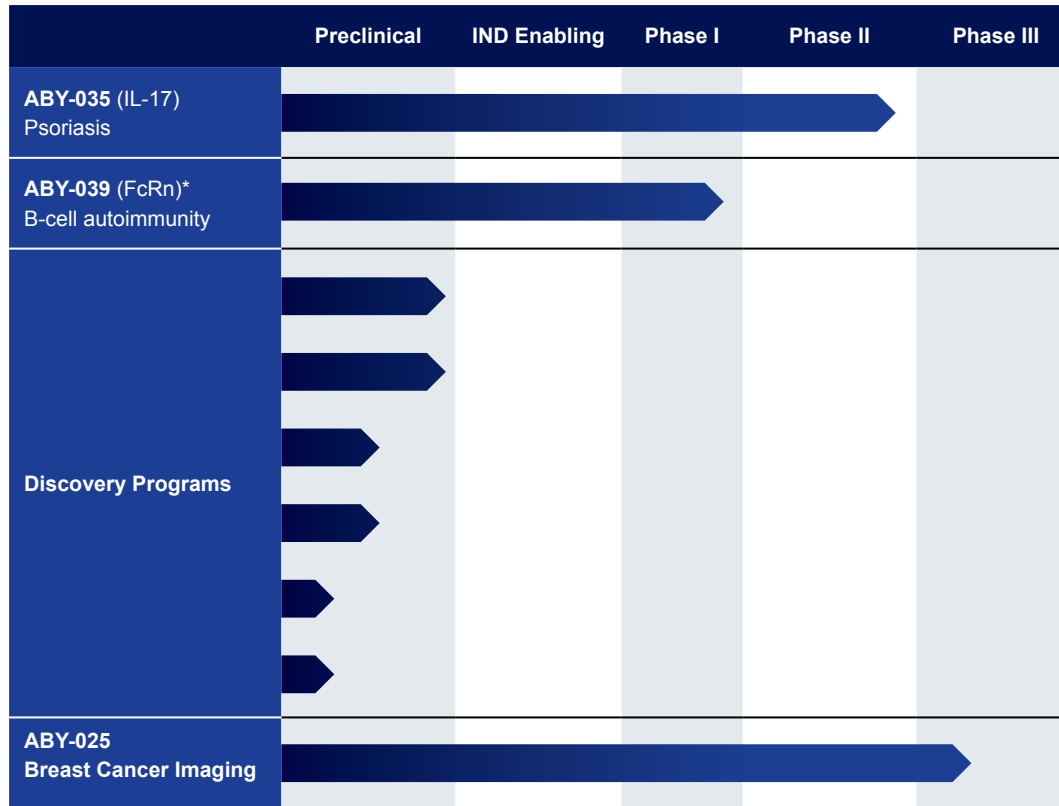 Preclinical IND Enabling Phase I Phase II Phase III
ABY-035 (IL-17)
Psoriasis
ABY-039 (FcRn)*
B-cell autoimmunity
Discovery Programs
ABY-025
Breast Cancer Imaging